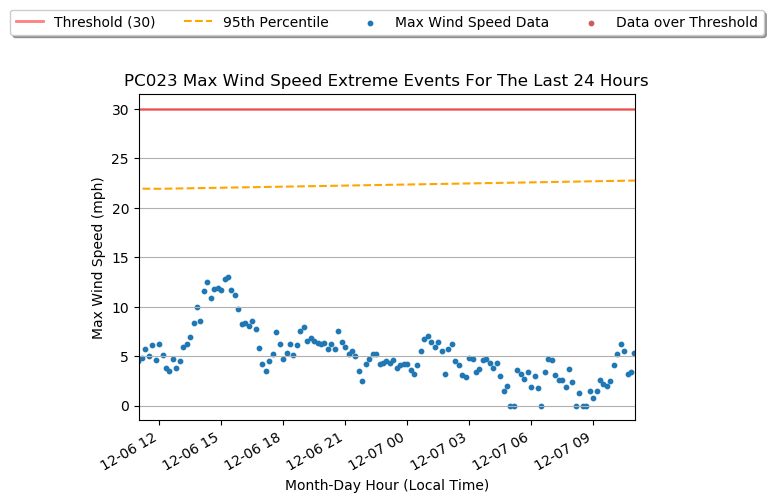 Threshold (30) 95th Percentile Max Wind Speed Data Data over Threshold
PC023 Max Wind Speed Extreme Events For The Last 24 Hours
Max Wind Speed (mph)
30
25
20
15
10
5
0
12-06 12 12-06 15 12-06 18 12-06 21 12-07 00 12-07 03 12-07 06 12-07 09
Month-Day Hour (Local Time)